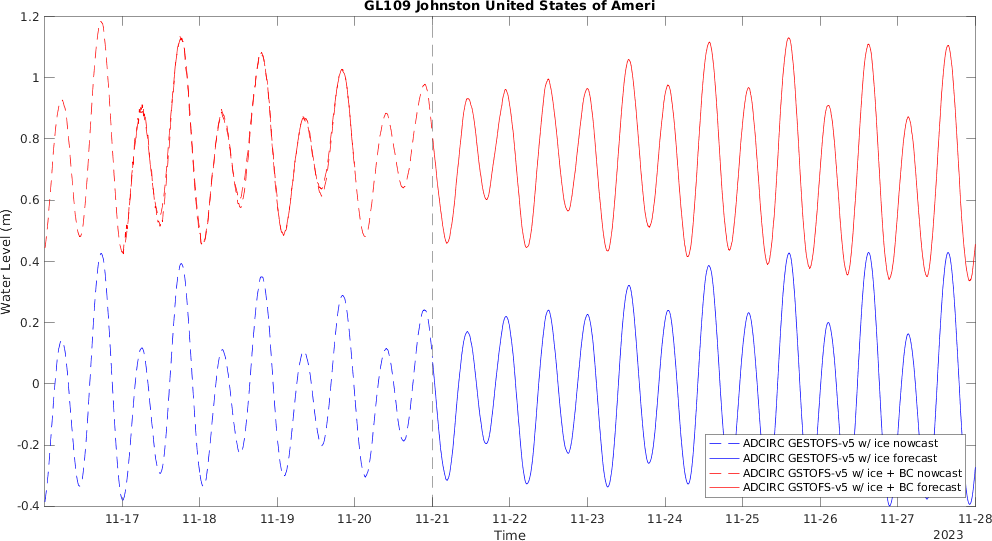 GL109 Johnston United States of Ameri
1.2
1
0.8
0.6
0.4
0.2
0
-0.2
-0.4
Water Level (m)
ADCIRC GESTOFS-v5 w/ ice nowcast
ADCIRC GESTOFS-v5 w/ ice forecast
ADCIRC GSTOFS-v5 w/ ice + BC nowcast
ADCIRC GSTOFS-v5 w/ ice + BC forecast
11-17 11-18 11-19 11-20 11-21 11-22 11-23 11-24 11-25 11-26 11-27 11-28
Time
2023